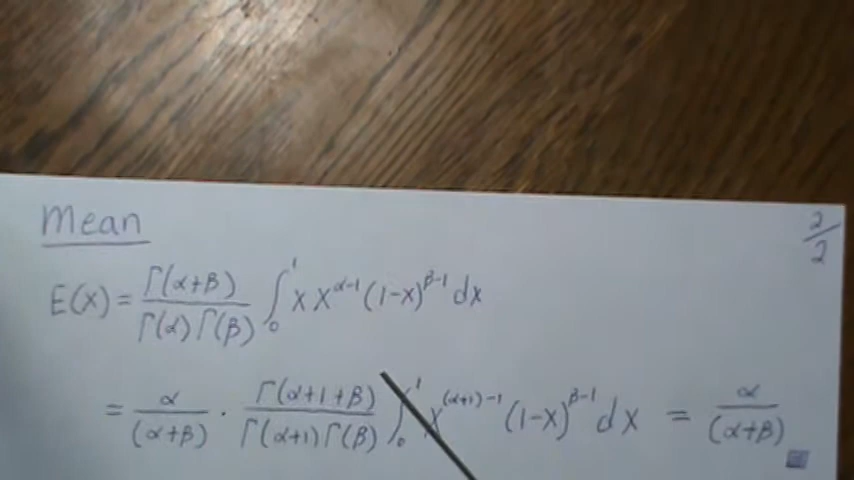 Mean
2/2
E(x) = Γ(α+β) / Γ(α)Γ(β) ∫₀¹ x x^(α-1) (1-x)^(β-1) dx
= α / (α+β) · Γ(α+1+β) / Γ(α+1)Γ(β) ∫₀¹ x^((α+1)-1) (1-x)^(β-1) dx = α / (α+β)